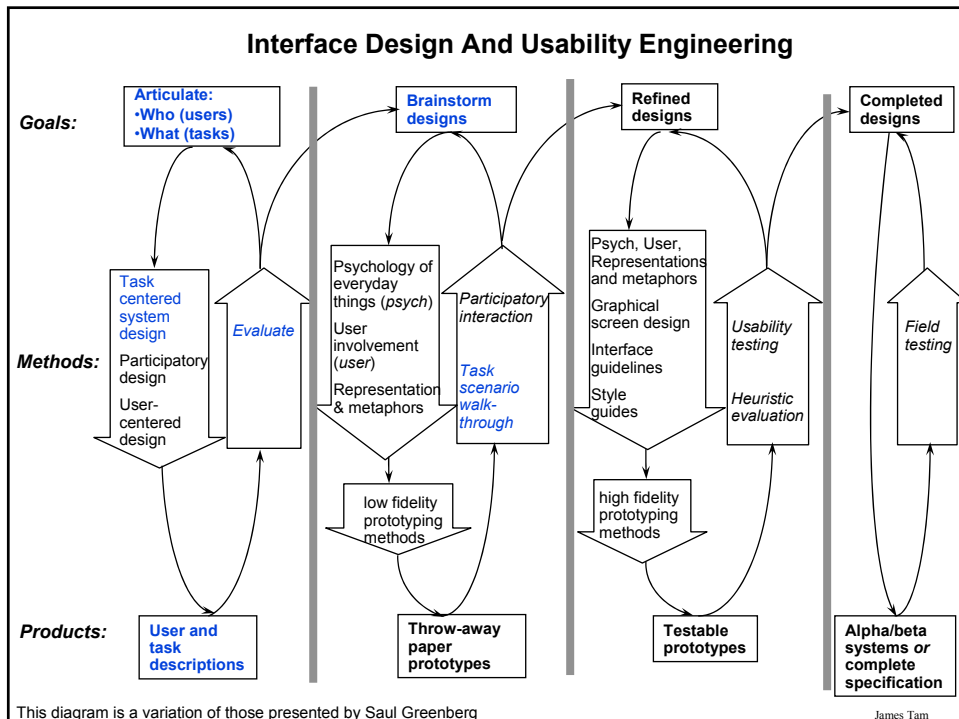 Interface Design And Usability Engineering
Goals:
Articulate:
•Who (users)
•What (tasks)
Brainstorm
designs
Refined
designs
Completed
designs
Methods:
Task
centered
system
design
Participatory
design
User-
centered
design
Evaluate
Psychology of
everyday
things (psych)
User
involvement
(user)
Representation
& metaphors
low fidelity
prototyping
methods
Participatory
interaction
Task
scenario
walk-
through
Psych, User,
Representations
and metaphors
Graphical
screen design
Interface
guidelines
Style
guides
high fidelity
prototyping
methods
Usability
testing
Heuristic
evaluation
Field
testing
Products:
User and
task
descriptions
Throw-away
paper
prototypes
Testable
prototypes
Alpha/beta
systems or
complete
specification
This diagram is a variation of those presented by Saul Greenberg
James Tam